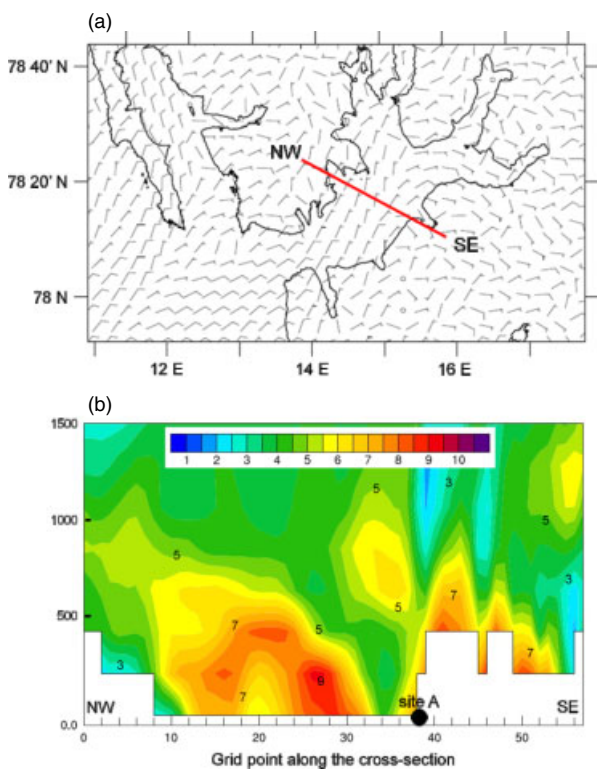 (a)
78 40' N
NW
78 20' N
SE
78 N
12 E 14 E 16 E
(b)
1500
1 2 3 4 5 6 7 8 9 10
3
5
1000
5
5
3
500
7
5
5
7
3
3
9
7
7
site A
NW
SE
0.0
0 10 20 30 40 50
Grid point along the cross-section